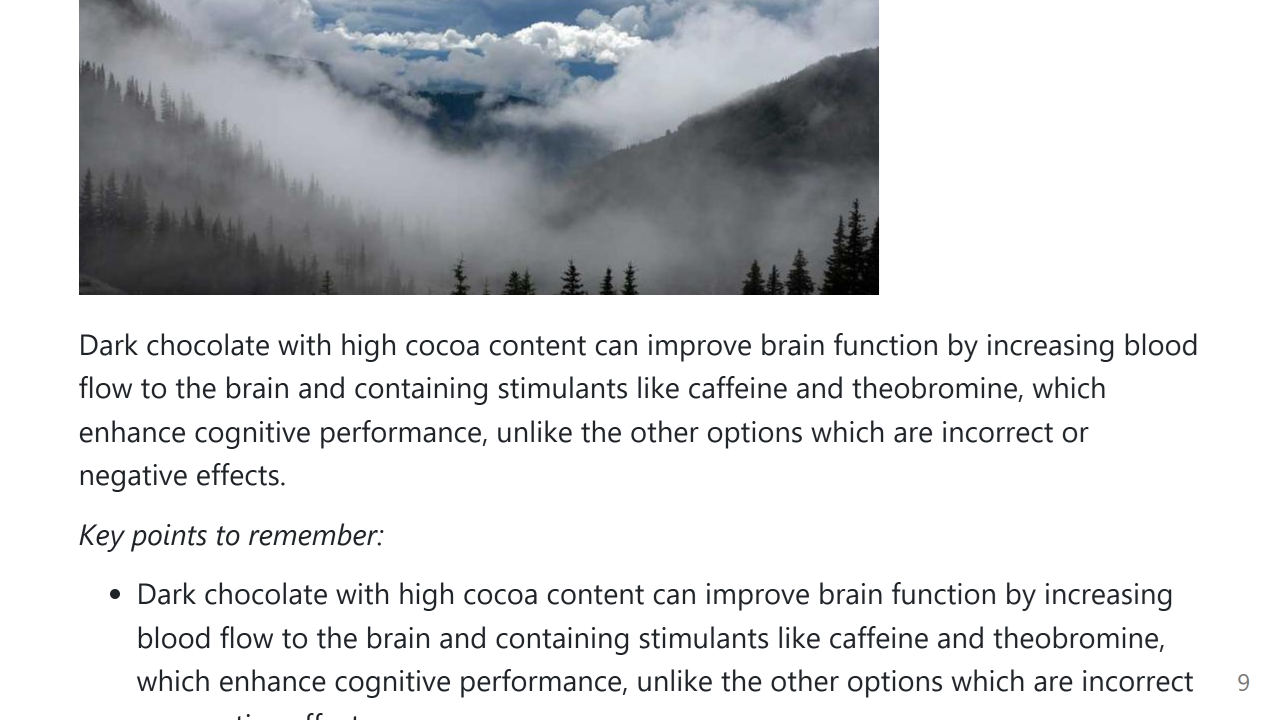 Dark chocolate with high cocoa content can improve brain function by increasing blood
flow to the brain and containing stimulants like caffeine and theobromine, which
enhance cognitive performance, unlike the other options which are incorrect or
negative effects.
Key points to remember:
• Dark chocolate with high cocoa content can improve brain function by increasing
blood flow to the brain and containing stimulants like caffeine and theobromine,
which enhance cognitive performance, unlike the other options which are incorrect
9